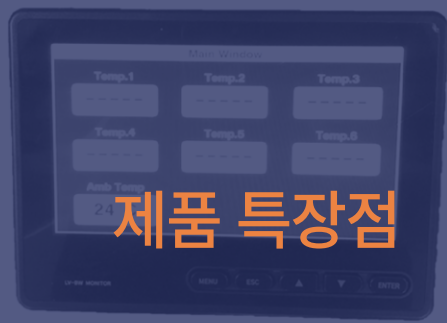 Main Window
Temp.1 Temp.2 Temp.3
----- ----- -----
Temp.4 Temp.5 Temp.6
----- ----- -----
Amb Temp
24
제품 특장점
MENU ESC ▲ ▼ ENTER